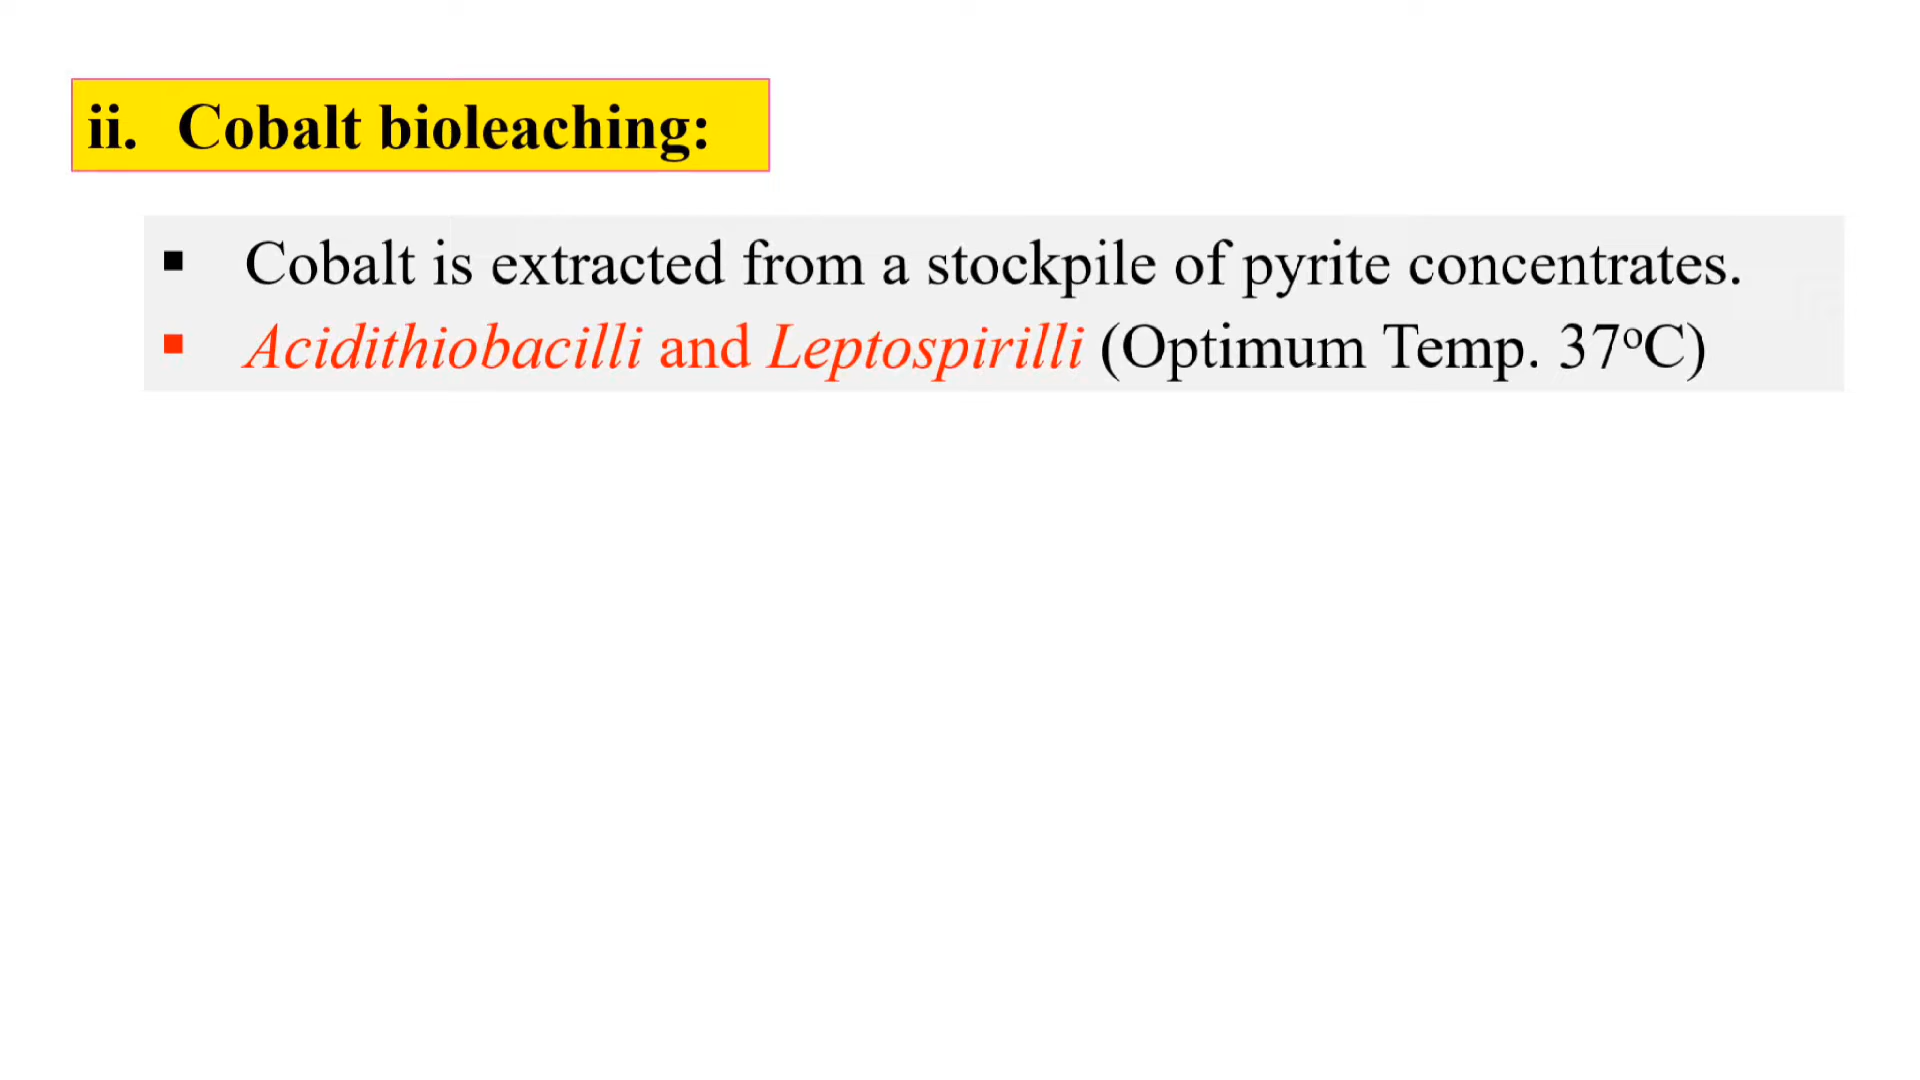 ii. Cobalt bioleaching:
▪ Cobalt is extracted from a stockpile of pyrite concentrates.
▪ Acidithiobacilli and Leptospirilli (Optimum Temp. 37ᵒC)